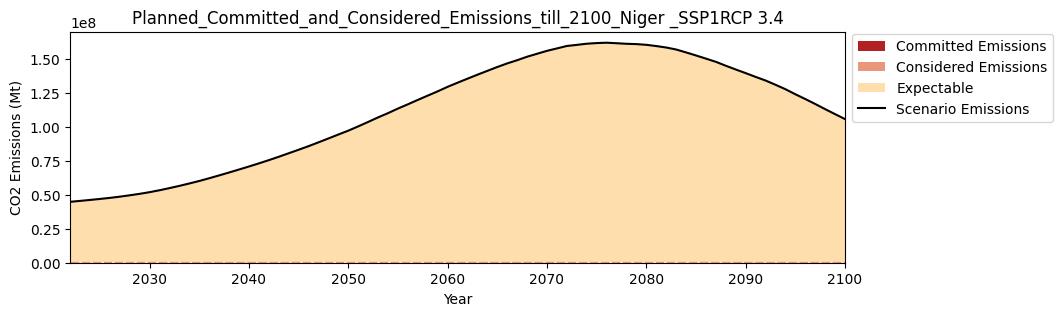 Planned_Committed_and_Considered_Emissions_till_2100_Niger _SSP1RCP 3.4
1e8
1.50
1.25
1.00
0.75
0.50
0.25
0.00
CO2 Emissions (Mt)
2030 2040 2050 2060 2070 2080 2090 2100
Year
Committed Emissions
Considered Emissions
Expectable
Scenario Emissions